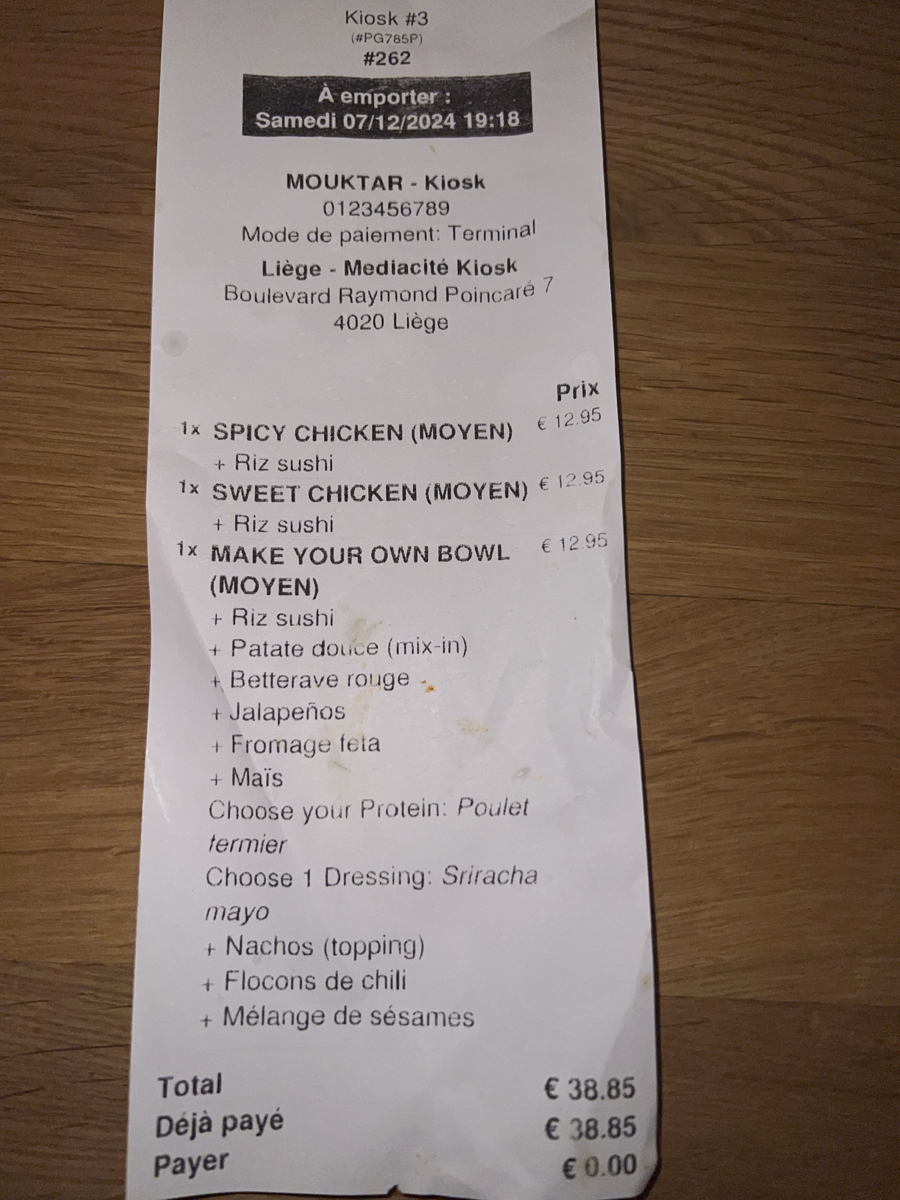 Kiosk #3
(#PG785P)
#262
À emporter :
Samedi 07/12/2024 19:18
MOUKTAR - Kiosk
0123456789
Mode de paiement: Terminal
Liège - Mediacité Kiosk
Boulevard Raymond Poincaré 7
4020 Liège
Prix
1x SPICY CHICKEN (MOYEN) € 12.95
+ Riz sushi
1x SWEET CHICKEN (MOYEN) € 12.95
+ Riz sushi
1x MAKE YOUR OWN BOWL € 12.95
(MOYEN)
+ Riz sushi
+ Patate douce (mix-in)
+ Betterave rouge
+ Jalapeños
+ Fromage feta
+ Maïs
Choose your Protein: Poulet
fermier
Choose 1 Dressing: Sriracha
mayo
+ Nachos (topping)
+ Flocons de chili
+ Mélange de sésames
Total € 38.85
Déjà payé € 38.85
Payer € 0.00